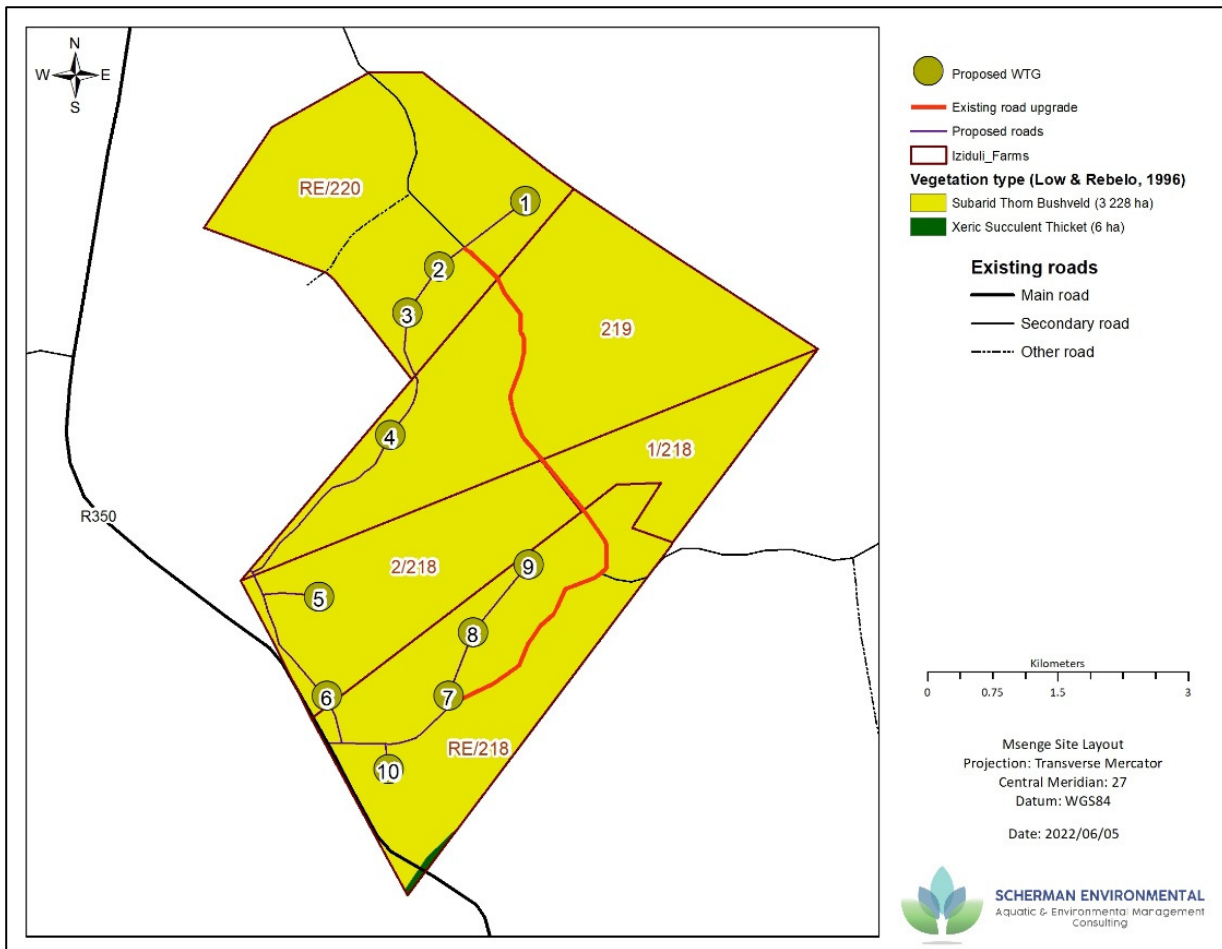 N
W E
S
RE/220
1
2
3
219
4
1/218
R350
2/218
9
5
8
6
7
RE/218
10
Proposed WTG
Existing road upgrade
Proposed roads
Iziduli_Farms
Vegetation type (Low & Rebelo, 1996)
Subarid Thorn Bushveld (3 228 ha)
Xeric Succulent Thicket (6 ha)
Existing roads
Main road
Secondary road
Other road
Kilometers
0 0.75 1.5 3
Msenge Site Layout
Projection: Transverse Mercator
Central Meridian: 27
Datum: WGS84
Date: 2022/06/05
SCHERMAN ENVIRONMENTAL
Aquatic & Environmental Management
Consulting